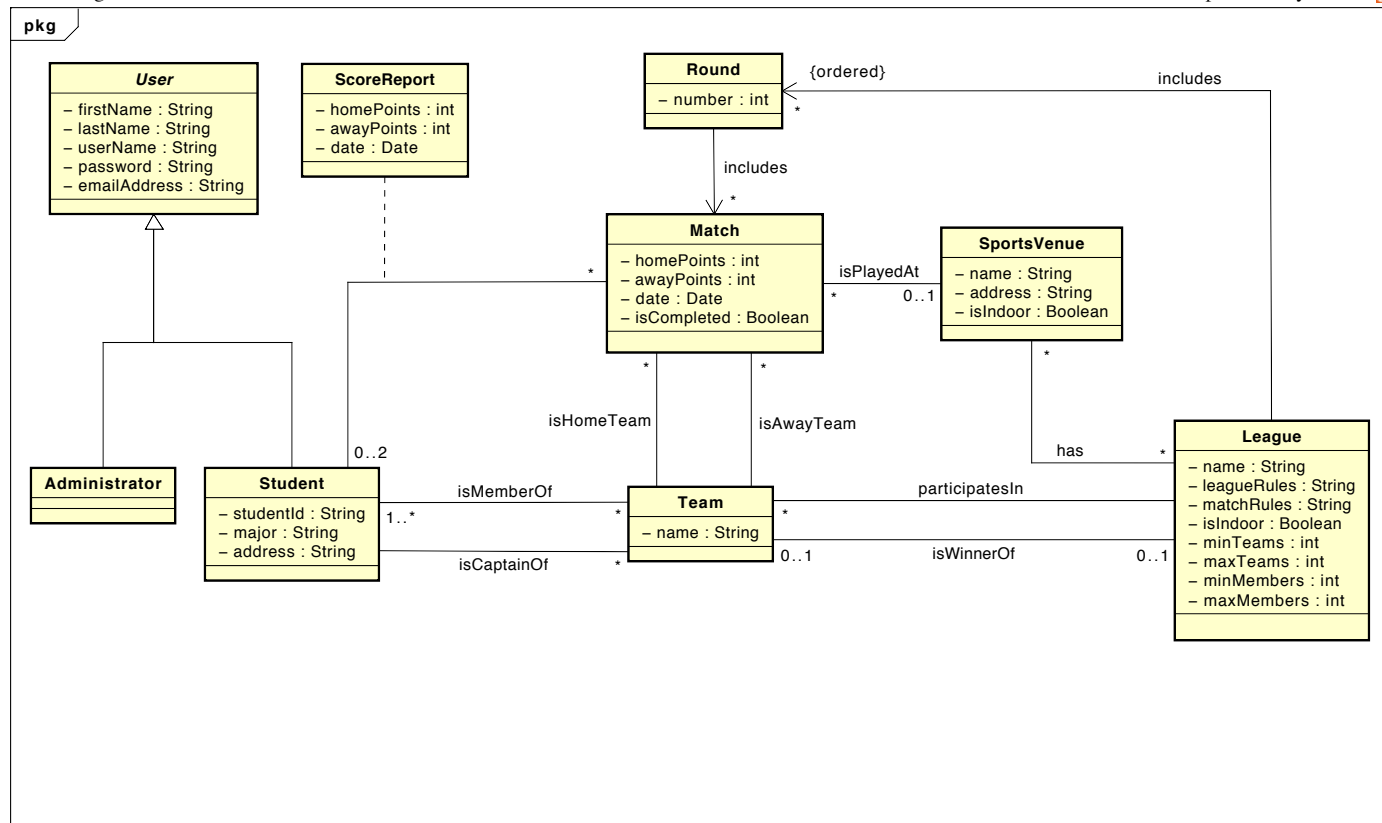 pkg
User
– firstName : String
– lastName : String
– userName : String
– password : String
– emailAddress : String
ScoreReport
– homePoints : int
– awayPoints : int
– date : Date
Round
– number : int
{ordered}
*
includes
includes
*
Match
– homePoints : int
– awayPoints : int
– date : Date
– isCompleted : Boolean
*
isPlayedAt
*
0..1
SportsVenue
– name : String
– address : String
– isIndoor : Boolean
*
*
*
isHomeTeam
isAwayTeam
has
*
League
– name : String
– leagueRules : String
– matchRules : String
– isIndoor : Boolean
– minTeams : int
– maxTeams : int
– minMembers : int
– maxMembers : int
Administrator
0..2
Student
– studentId : String
– major : String
– address : String
isMemberOf
1..*
*
isCaptainOf
*
Team
– name : String
participatesIn
*
0..1
isWinnerOf
0..1